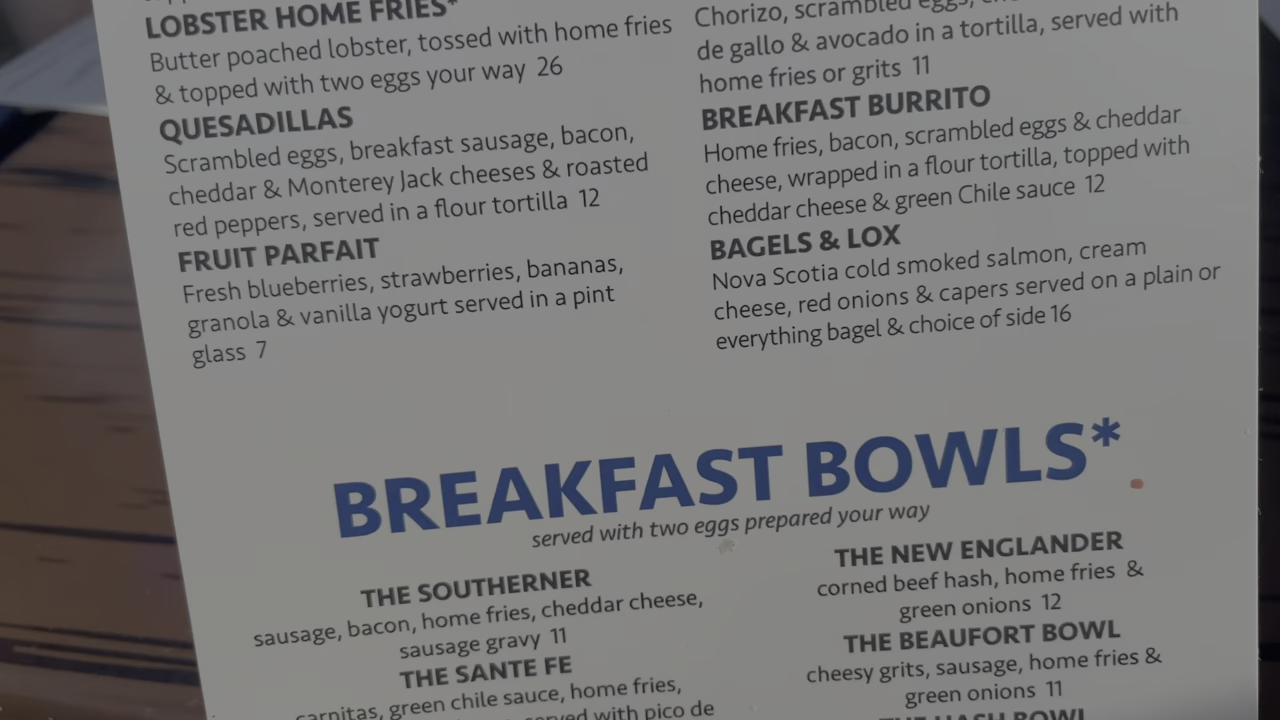 LOBSTER HOME FRIES*
Butter poached lobster, tossed with home fries
& topped with two eggs your way 26
QUESADILLAS
Scrambled eggs, breakfast sausage, bacon,
cheddar & Monterey Jack cheeses & roasted
red peppers, served in a flour tortilla 12
FRUIT PARFAIT
Fresh blueberries, strawberries, bananas,
granola & vanilla yogurt served in a pint
glass 7
Chorizo, scrambled eggs,
de gallo & avocado in a tortilla, served with
home fries or grits 11
BREAKFAST BURRITO
Home fries, bacon, scrambled eggs & cheddar
cheese, wrapped in a flour tortilla, topped with
cheddar cheese & green Chile sauce 12
BAGELS & LOX
Nova Scotia cold smoked salmon, cream
cheese, red onions & capers served on a plain or
everything bagel & choice of side 16
BREAKFAST BOWLS*
served with two eggs prepared your way
THE SOUTHERNER
sausage, bacon, home fries, cheddar cheese,
sausage gravy 11
THE SANTE FE
carnitas, green chile sauce, home fries,
served with pico de
THE NEW ENGLANDER
corned beef hash, home fries &
green onions 12
THE BEAUFORT BOWL
cheesy grits, sausage, home fries &
green onions 11
THE HASH BOWL